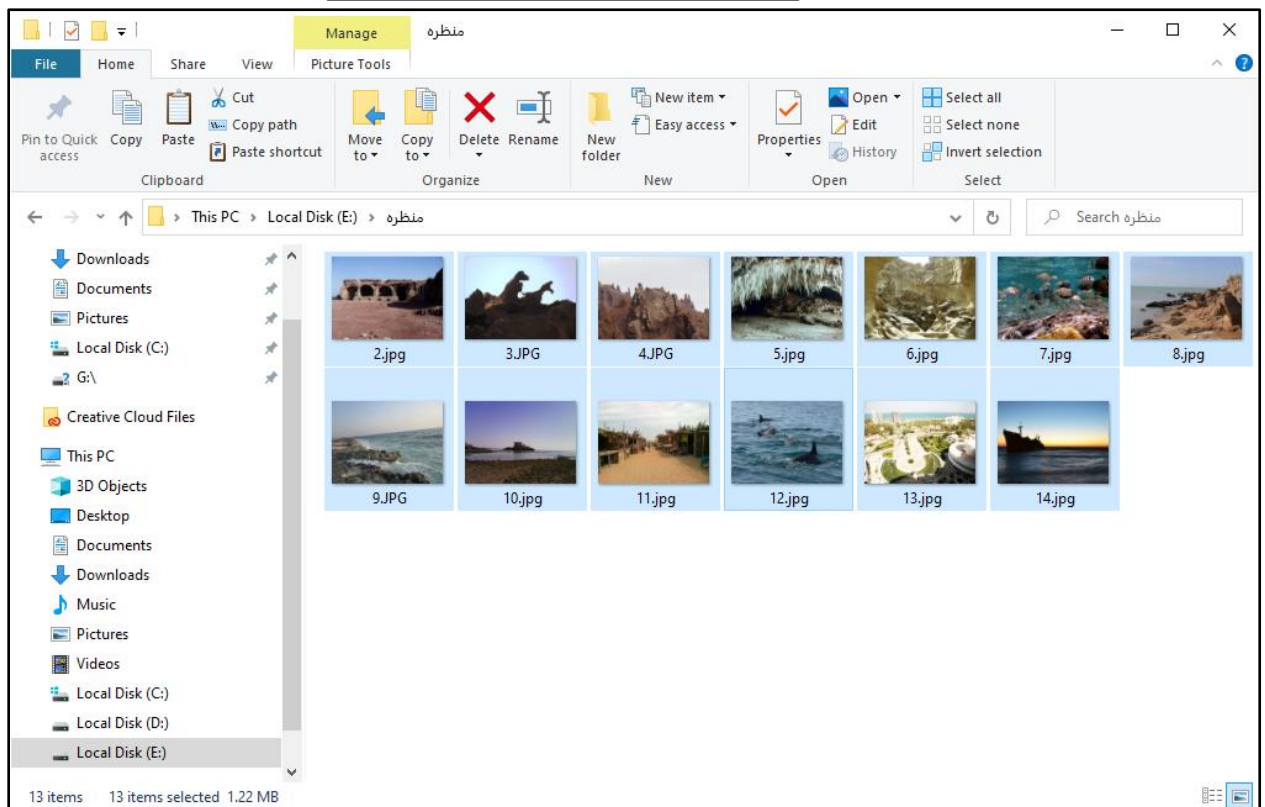 Manage
منظره
File Home Share View Picture Tools
Pin to Quick access
Copy
Paste
Cut
Copy path
Paste shortcut
Clipboard
Move to
Copy to
Delete
Rename
Organize
New folder
New item
Easy access
New
Properties
Open
Edit
History
Open
Select all
Select none
Invert selection
Select
This PC > Local Disk (E:) > منظره
Search منظره
Downloads
Documents
Pictures
Local Disk (C:)
G:\
Creative Cloud Files
This PC
3D Objects
Desktop
Documents
Downloads
Music
Pictures
Videos
Local Disk (C:)
Local Disk (D:)
Local Disk (E:)
2.jpg 3.JPG 4.JPG 5.jpg 6.jpg 7.jpg 8.jpg
9.JPG 10.jpg 11.jpg 12.jpg 13.jpg 14.jpg
13 items 13 items selected 1.22 MB